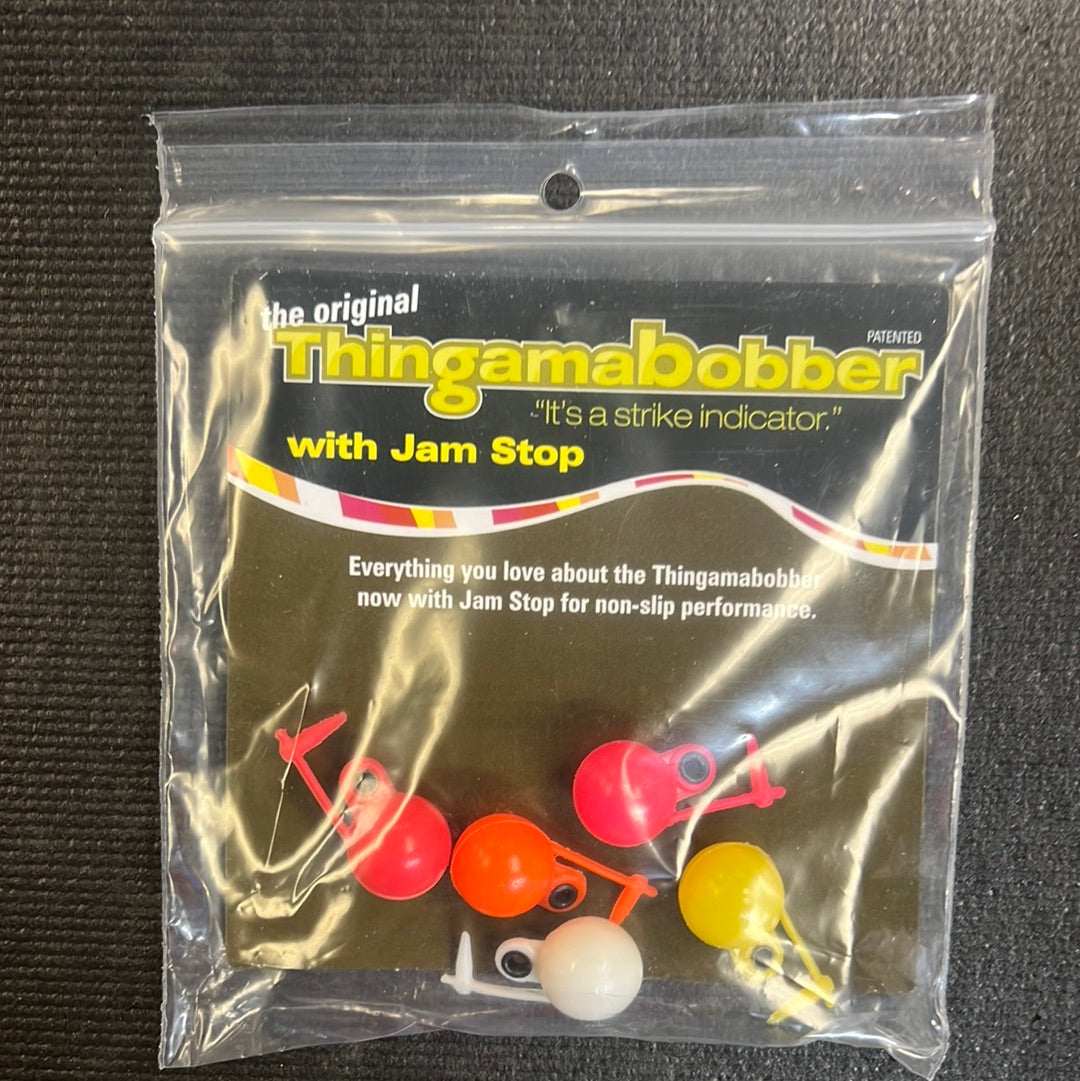 the original
Thingamabobber
PATENTED
"It's a strike indicator."
with Jam Stop
Everything you love about the Thingamabobber
now with Jam Stop for non-slip performance.